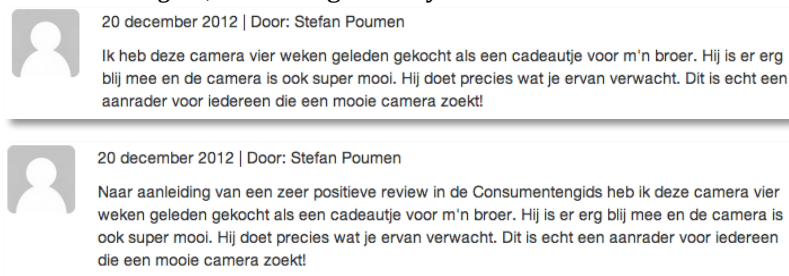 20 december 2012 | Door: Stefan Poumen
Ik heb deze camera vier weken geleden gekocht als een cadeautje voor m'n broer. Hij is er erg
blij mee en de camera is ook super mooi. Hij doet precies wat je ervan verwacht. Dit is echt een
aanrader voor iedereen die een mooie camera zoekt!
20 december 2012 | Door: Stefan Poumen
Naar aanleiding van een zeer positieve review in de Consumentengids heb ik deze camera vier
weken geleden gekocht als een cadeautje voor m'n broer. Hij is er erg blij mee en de camera is
ook super mooi. Hij doet precies wat je ervan verwacht. Dit is echt een aanrader voor iedereen
die een mooie camera zoekt!